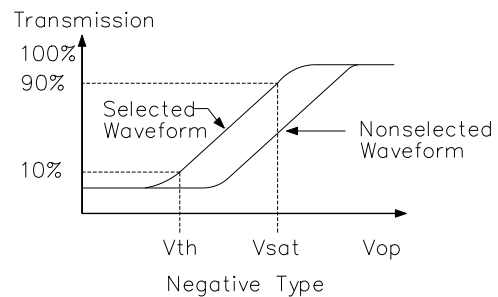 Transmission
100%
90%
Selected
Waveform
Nonselected
Waveform
10%
Vth
Vsat
Vop
Negative Type